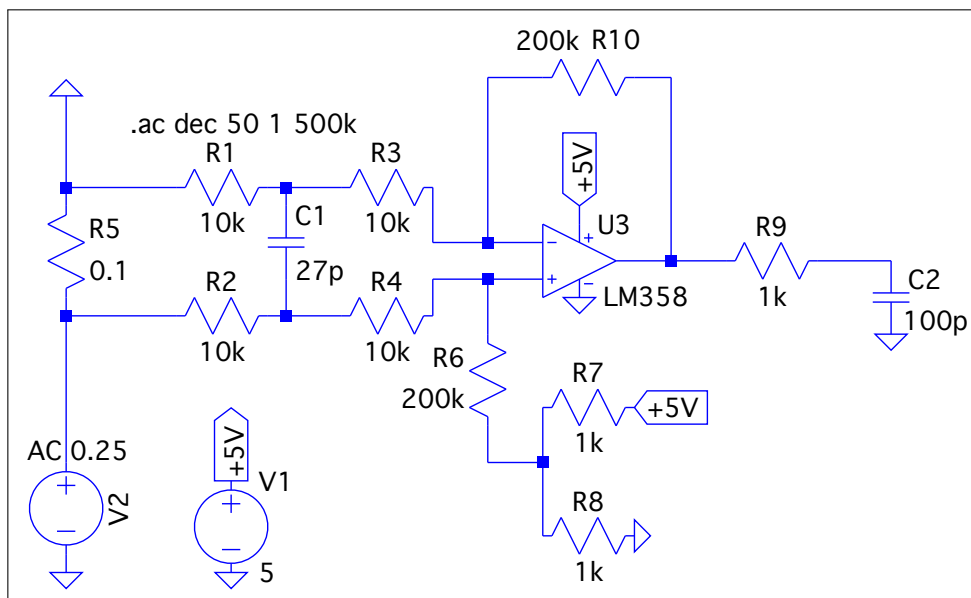 200k R10
.ac dec 50 1 500k
R1
R3
+5V
U3
10k
10k
C1
R5
0.1
27p
R2
R4
LM358
R9
1k
C2
100p
10k
10k
R6
200k
R7
+5V
1k
AC 0.25
V2
+5V
V1
5
R8
1k